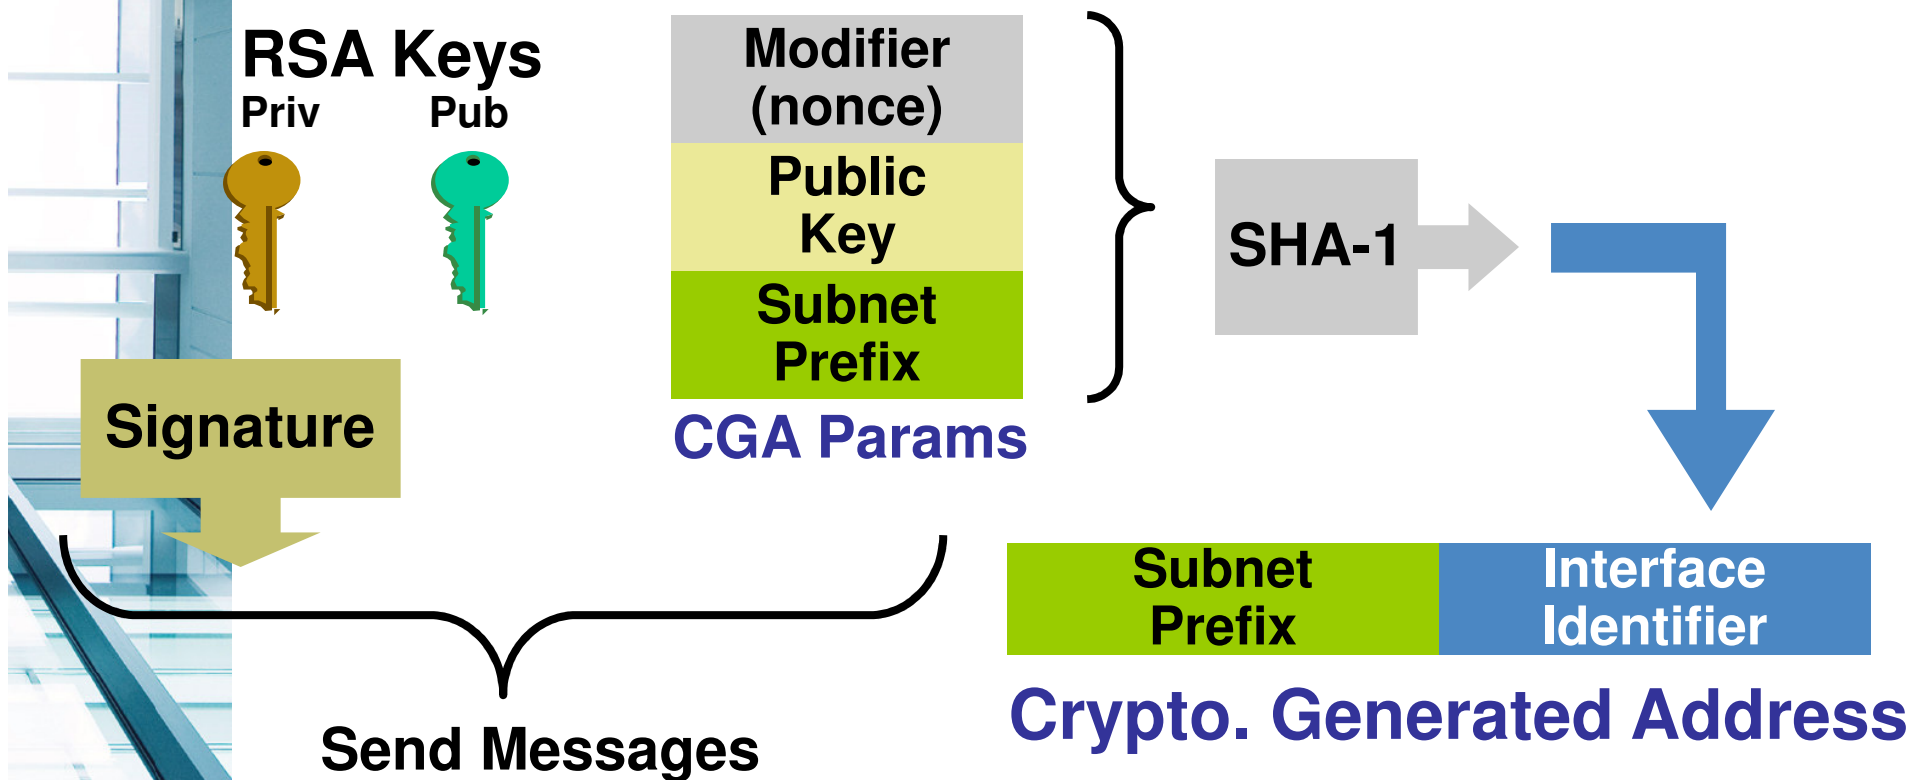 RSA Keys
Priv Pub
Modifier
(nonce)
Public
Key
Subnet
Prefix
CGA Params
SHA-1
Signature
Subnet
Prefix
Interface
Identifier
Crypto. Generated Address
Send Messages